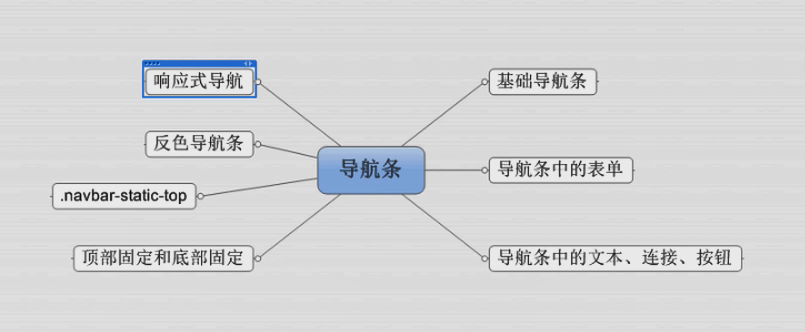 响应式导航
基础导航条
反色导航条
导航条
导航条中的表单
.navbar-static-top
顶部固定和底部固定
导航条中的文本、连接、按钮